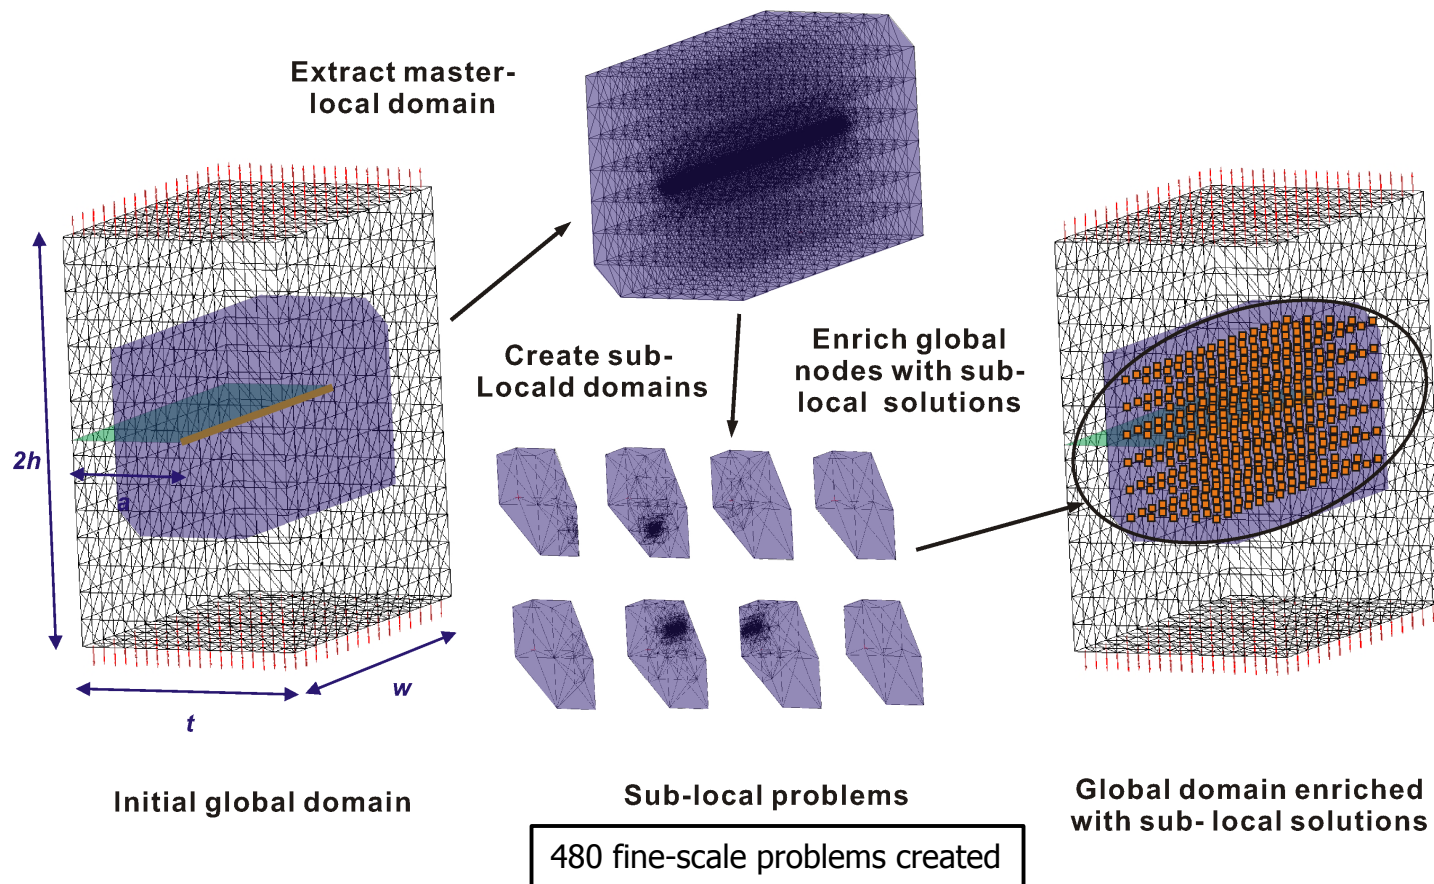 Extract master-
local domain
Create sub-
Locald domains
Enrich global
nodes with sub-
local solutions
2h
a
w
t
Initial global domain
Sub-local problems
480 fine-scale problems created
Global domain enriched
with sub- local solutions